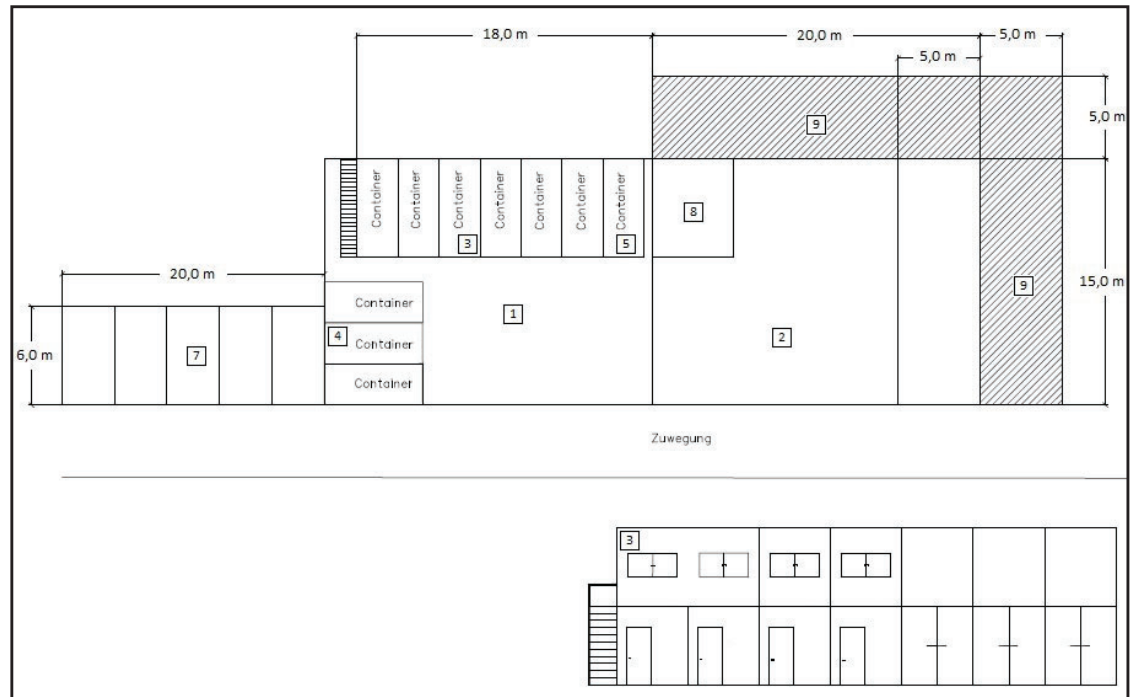 18,0 m
20,0 m
5,0 m
5,0 m
5,0 m
9
Container
Container
Container
Container
Container
Container
Container
3
5
8
20,0 m
15,0 m
9
Container
1
4
Container
2
6,0 m
7
Container
Zuwegung
3